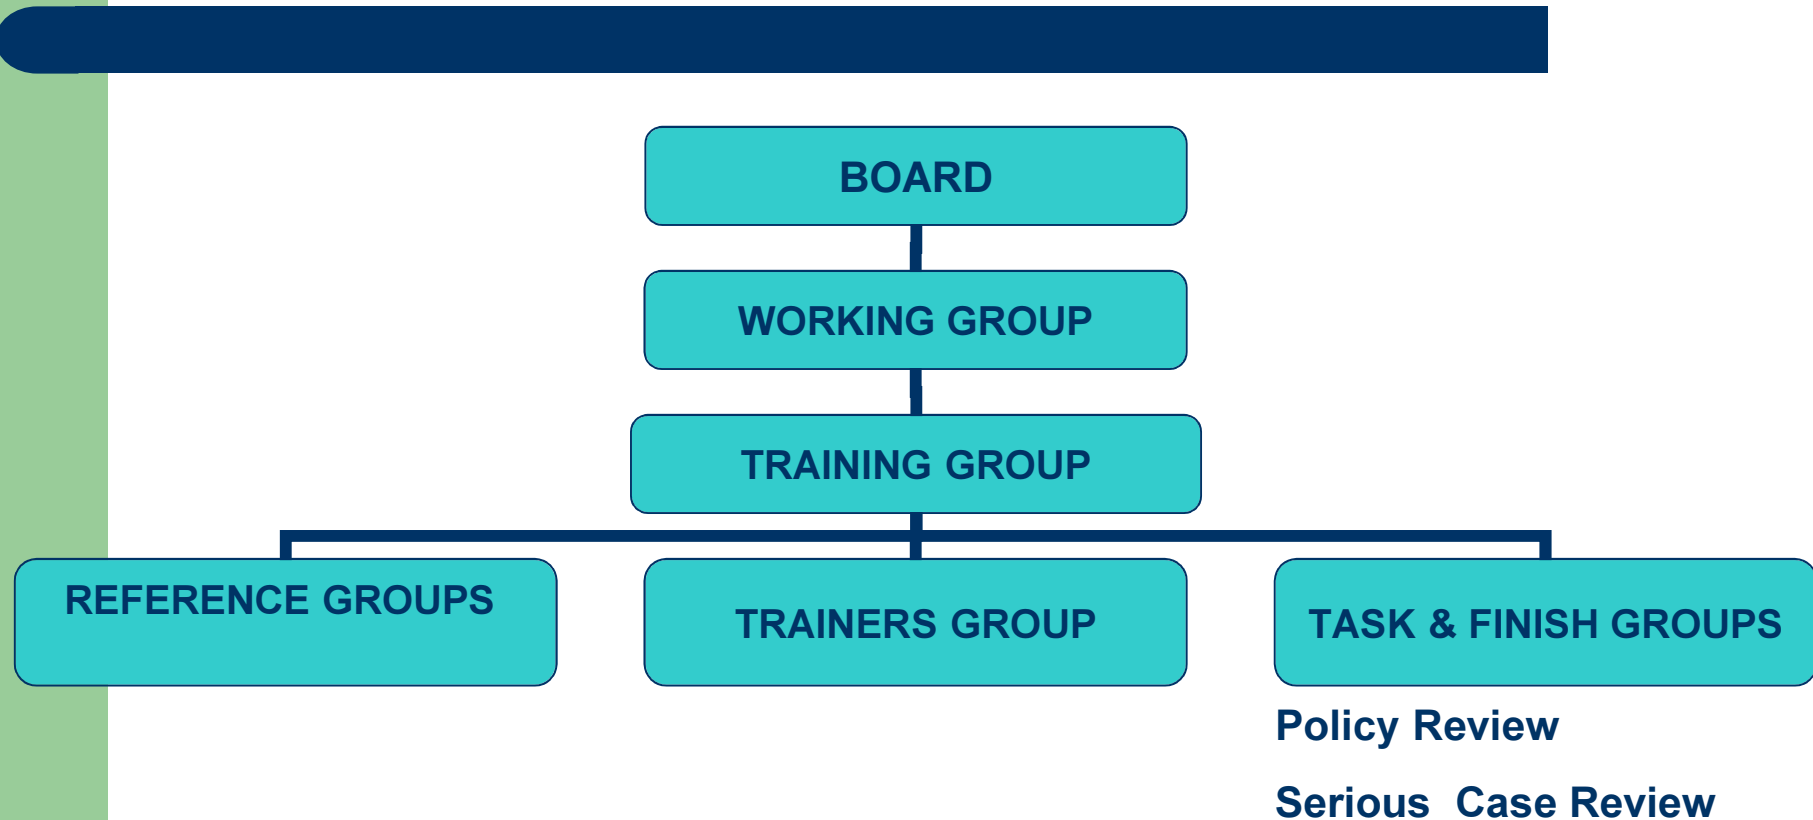 BOARD
WORKING GROUP
TRAINING GROUP
REFERENCE GROUPS
TRAINERS GROUP
TASK & FINISH GROUPS
Policy Review
Serious Case Review